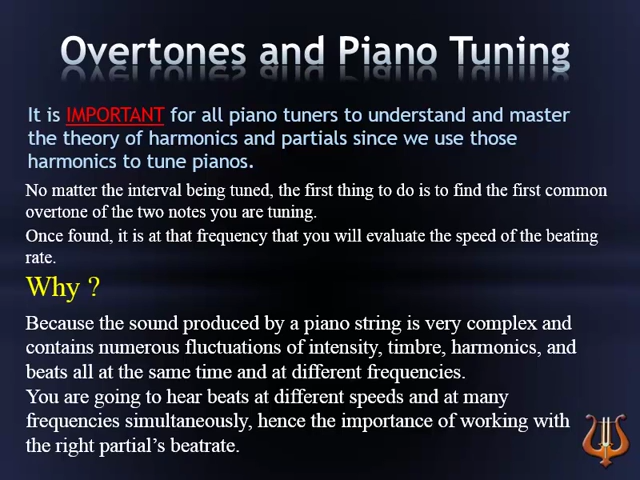 Overtones and Piano Tuning
It is IMPORTANT for all piano tuners to understand and master
the theory of harmonics and partials since we use those
harmonics to tune pianos.
No matter the interval being tuned, the first thing to do is to find the first common
overtone of the two notes you are tuning.
Once found, it is at that frequency that you will evaluate the speed of the beating
rate.
Why ?
Because the sound produced by a piano string is very complex and
contains numerous fluctuations of intensity, timbre, harmonics, and
beats all at the same time and at different frequencies.
You are going to hear beats at different speeds and at many
frequencies simultaneously, hence the importance of working with
the right partial's beatrate.